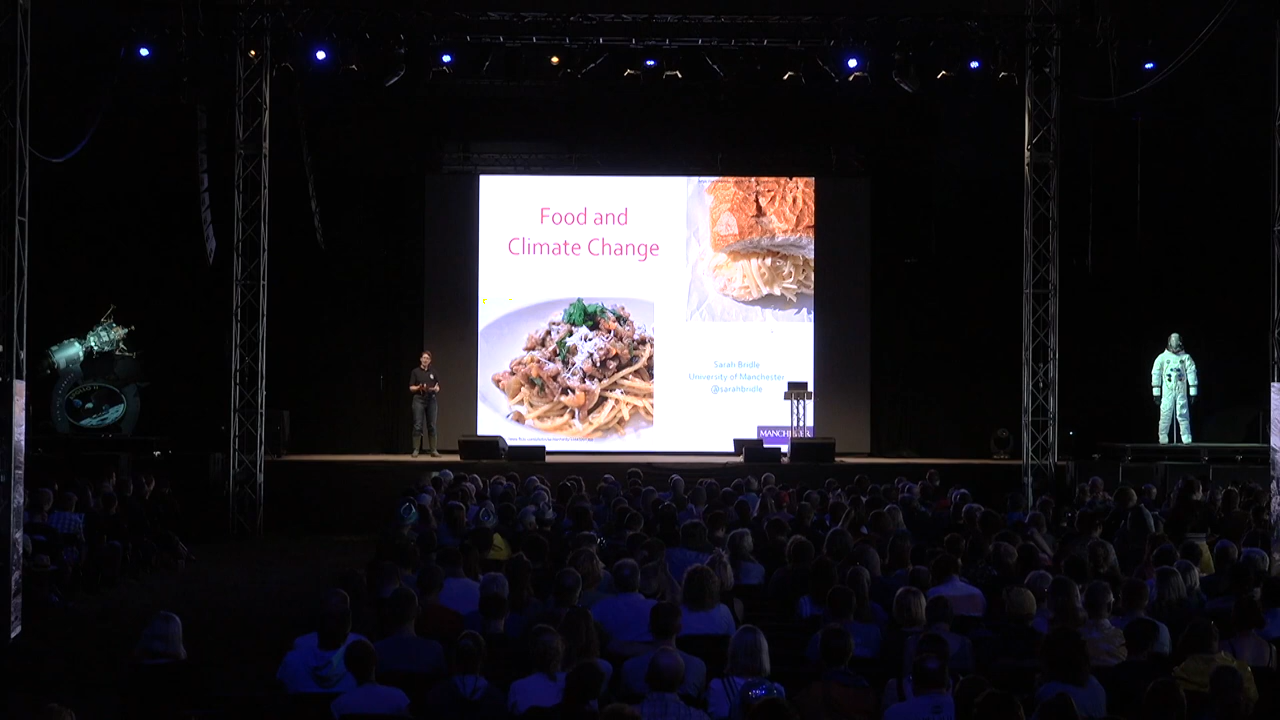 Food and
Climate Change
Sarah Bridle
University of Manchester
@sarahbridle